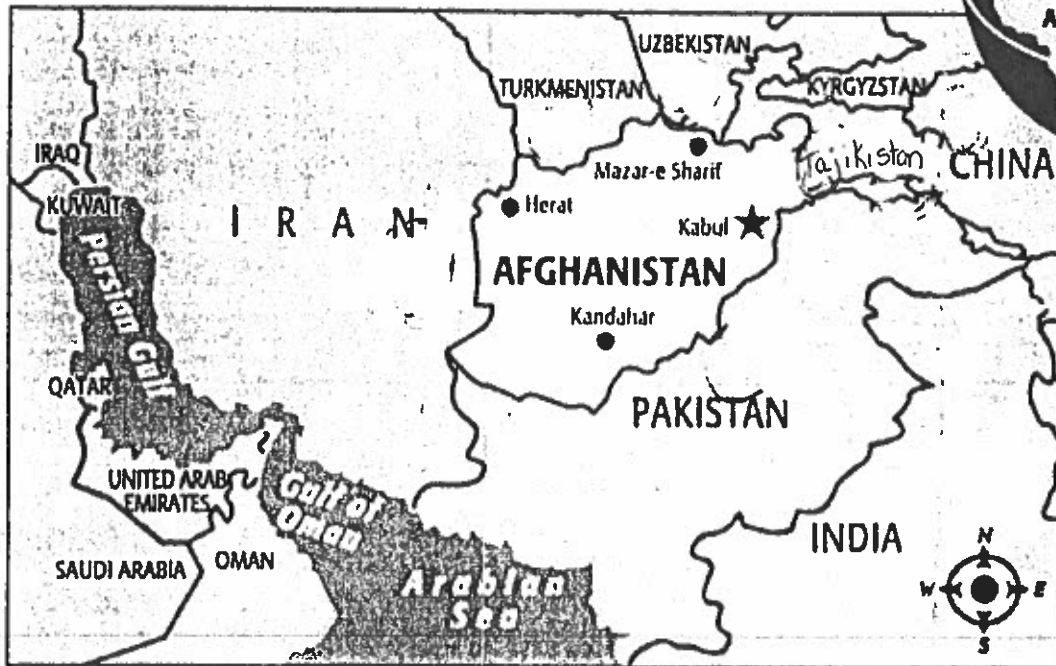 A
UZBEKISTAN
TURKMENISTAN
KYRGYZSTAN
IRAQ
Mazar-e Sharif
Tajikistan
CHINA
KUWAIT
Herat
IRAN
Kabul
Persian Gulf
AFGHANISTAN
Kandahar
QATAR
PAKISTAN
UNITED ARAB
EMIRATES
Gulf of
Oman
INDIA
N
SAUDI ARABIA
OMAN
Arabian
Sea
W
E
S